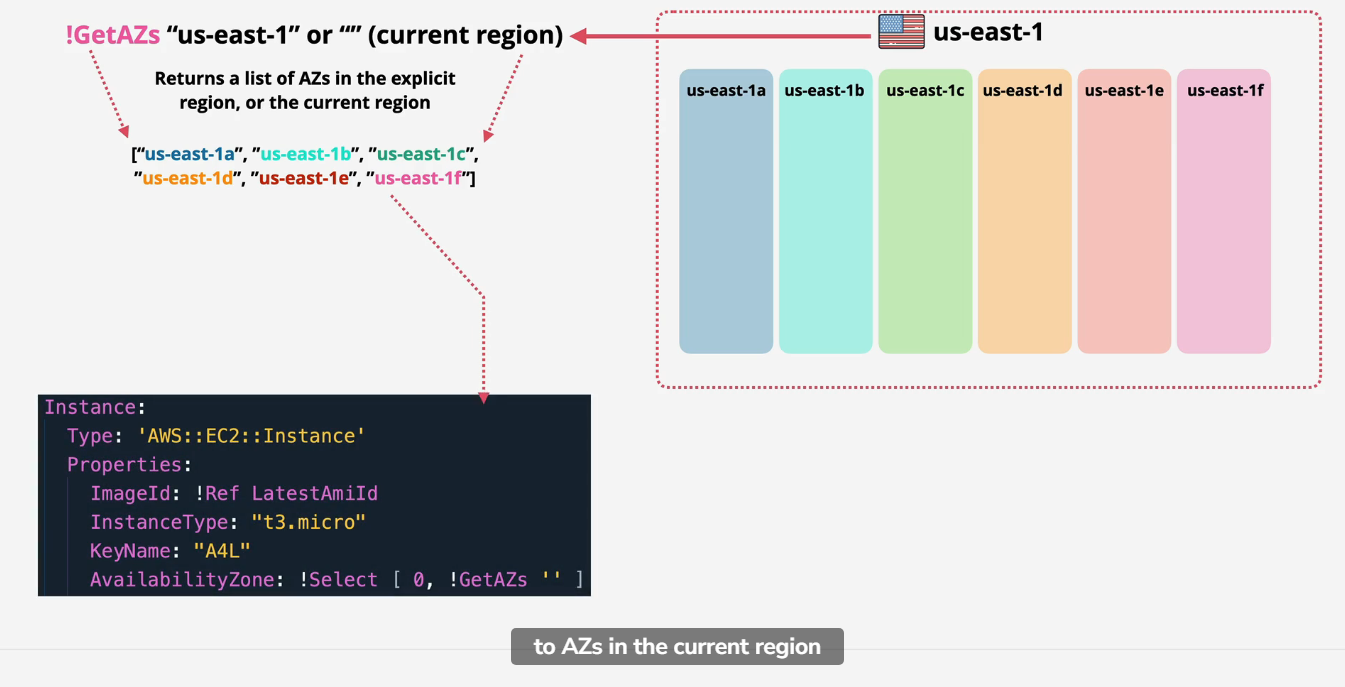 !GetAZs “us-east-1” or “” (current region)
us-east-1
Returns a list of AZs in the explicit
region, or the current region
[“us-east-1a”, ”us-east-1b”, ”us-east-1c”,
”us-east-1d”, ”us-east-1e”, ”us-east-1f”]
us-east-1a
us-east-1b
us-east-1c
us-east-1d
us-east-1e
us-east-1f
Instance:
Type: 'AWS::EC2::Instance'
Properties:
ImageId: !Ref LatestAmiId
InstanceType: "t3.micro"
KeyName: "A4L"
AvailabilityZone: !Select [ 0, !GetAZs '' ]
to AZs in the current region